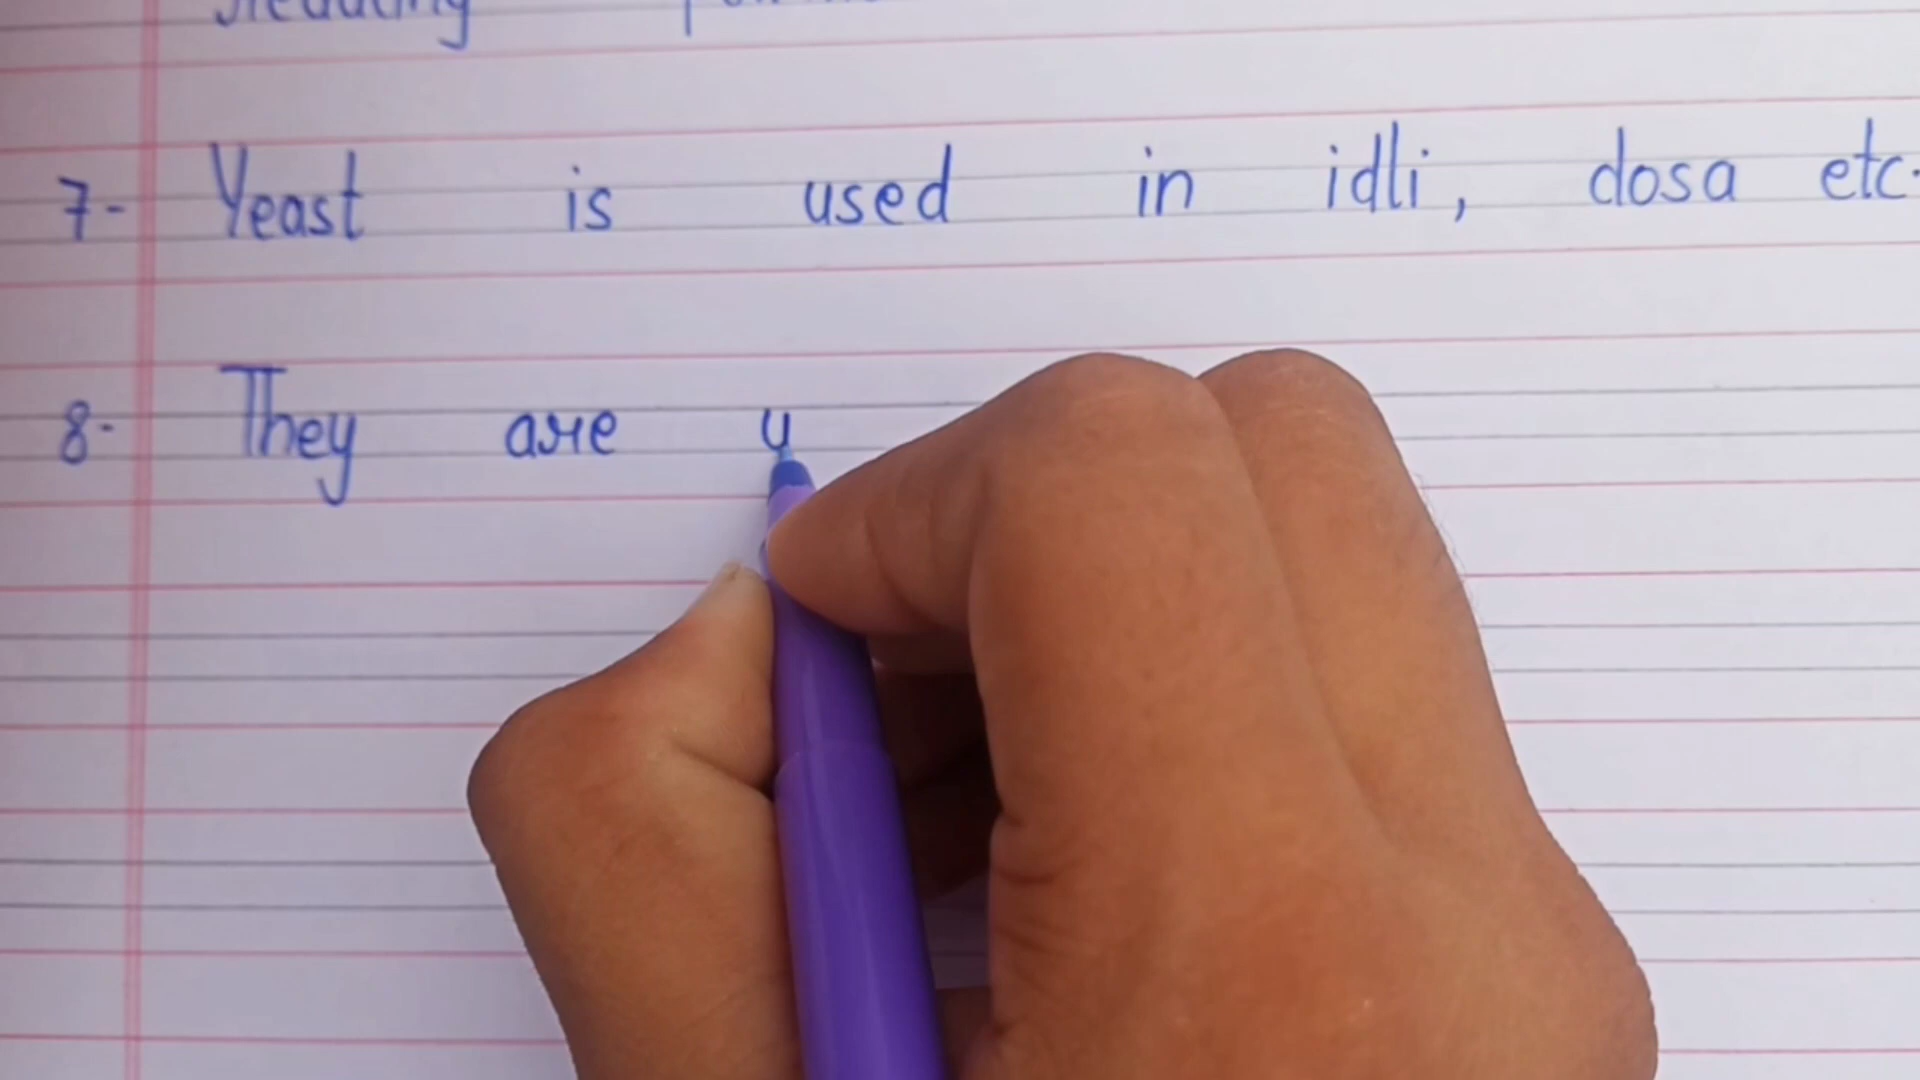 7- Yeast is used in idli, dosa etc.
8- They are u